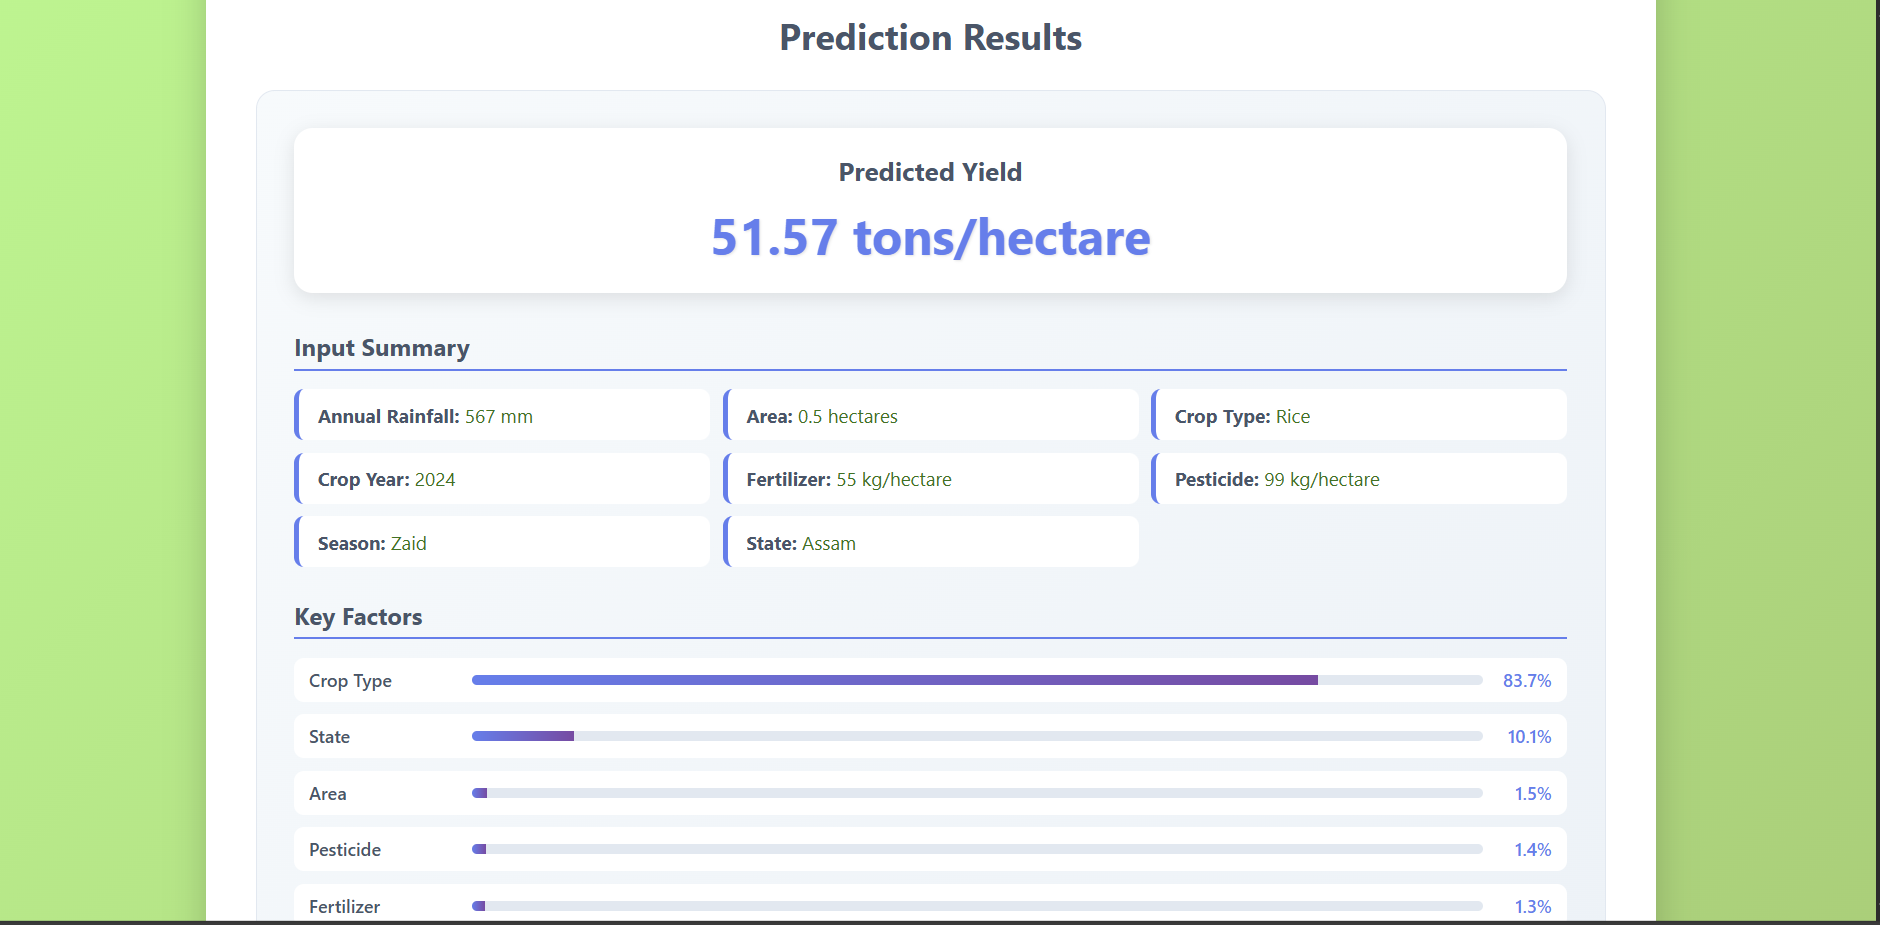 Prediction Results
Predicted Yield
51.57 tons/hectare
Input Summary
Annual Rainfall: 567 mm
Area: 0.5 hectares
Crop Type: Rice
Crop Year: 2024
Fertilizer: 55 kg/hectare
Pesticide: 99 kg/hectare
Season: Zaid
State: Assam
Key Factors
Crop Type 83.7%
State 10.1%
Area 1.5%
Pesticide 1.4%
Fertilizer 1.3%